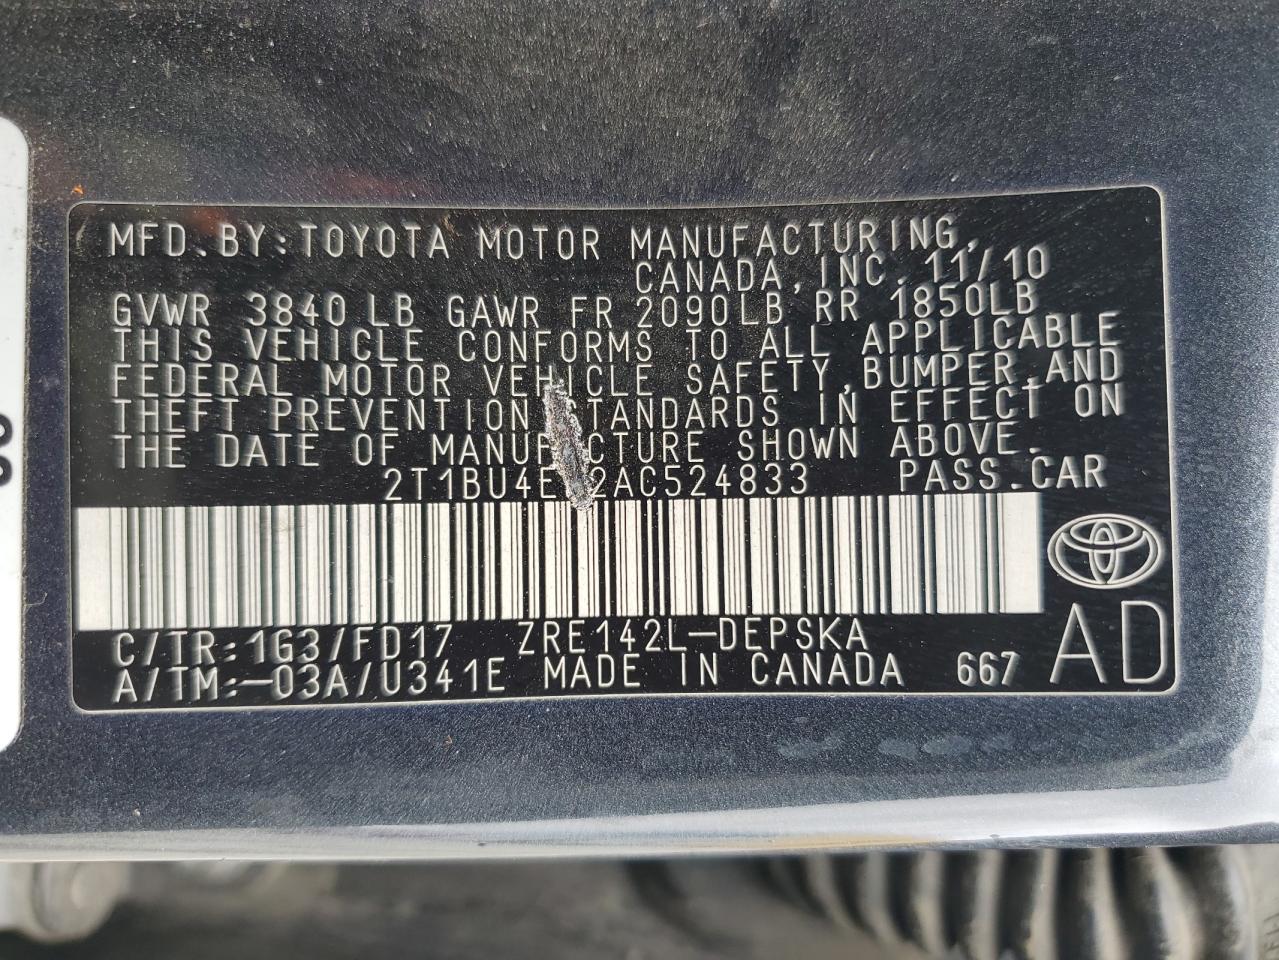 MFD. BY: TOYOTA MOTOR MANUFACTURING,
CANADA, INC. 11/10
GVWR 3840 LB GAWR FR 2090LB RR 1850LB
THIS VEHICLE CONFORMS TO ALL APPLICABLE
FEDERAL MOTOR VEHICLE SAFETY, BUMPER, AND
THEFT PREVENTION STANDARDS IN EFFECT ON
THE DATE OF MANUFACTURE SHOWN ABOVE.
PASS. CAR
C/TR: 1G3/FD17 ZRE142L-DEPSKA
A/TM:-03A/U341E MADE IN CANADA 667
AD